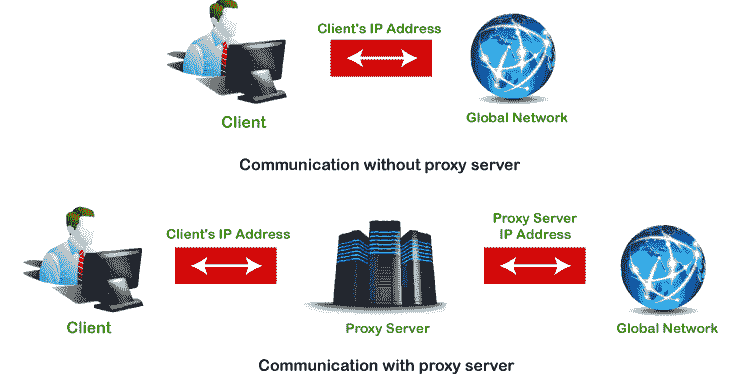 Client's IP Address
Client
Global Network
Communication without proxy server
Client's IP Address
Proxy Server
IP Address
Client
Proxy Server
Global Network
Communication with proxy server